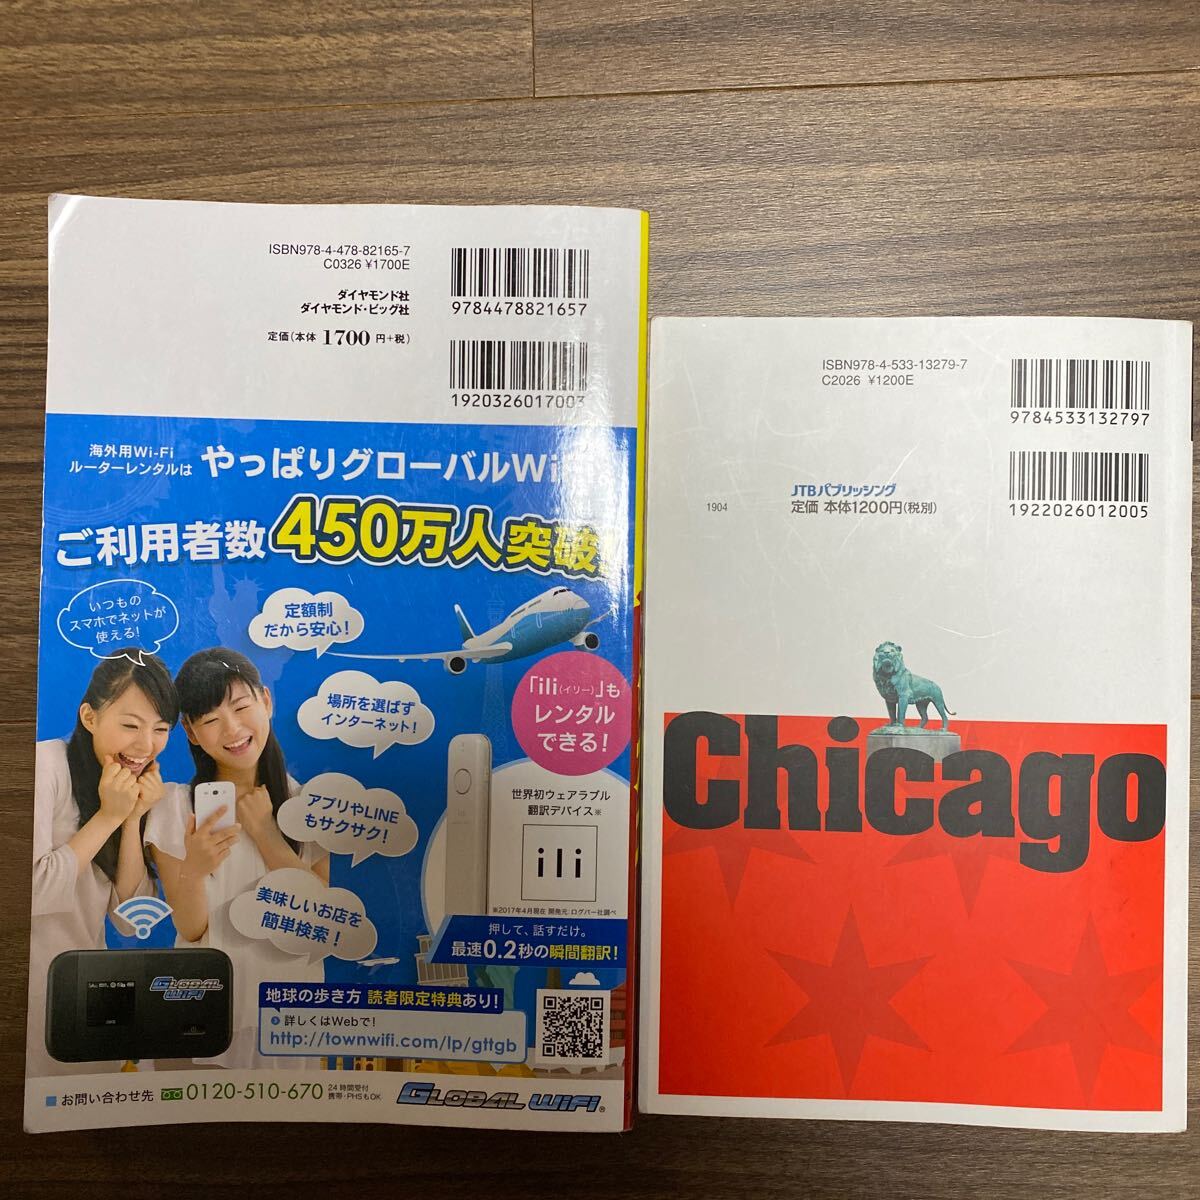 ISBN978-4-478-82165-7
C0326 ¥1700E
ダイヤモンド社
ダイヤモンド・ビッグ社
定価(本体 1700 円+税)
9784478821657
1920326017003
海外用Wi-Fi
ルーターレンタルは
やっぱりグローバルWi
ご利用者数 450万人突破!
いつもの
スマホでネットが
使える!
定額制
だから安心!
場所を選ばず
インターネット!
アプリやLINE
もサクサク!
美味しいお店を
簡単検索!
「ili(イリー)」も
レンタル
できる!
世界初ウェアラブル
翻訳デバイス※
ili
※2017年4月現在 開発元:ログバー社調べ
押して、話すだけ。
最速0.2秒の瞬間翻訳!
GLOBAL WiFi
地球の歩き方 読者限定特典あり!
詳しくはWebで!
http://townwifi.com/lp/gttgb
■お問い合わせ先 0120-510-670 24時間受付
携帯・PHSもOK
GLOBAL WiFi®
ISBN978-4-533-13279-7
C2026 ¥1200E
9784533132797
1904
JTBパブリッシング
定価 本体1200円(税別)
1922026012005
Chicago